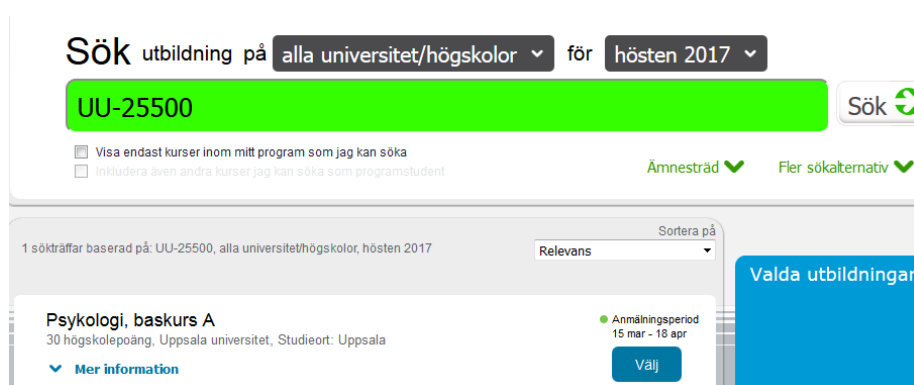 Sök utbildning på alla universitet/högskolor för hösten 2017
UU-25500 Sök
Visa endast kurser inom mitt program som jag kan söka
Inkludera även andra kurser jag kan söka som programstudent
Ämnesträd Fler sökalternativ
Sortera på
1 sökträffar baserad på: UU-25500, alla universitet/högskolor, hösten 2017 Relevans
Valda utbildningar
Psykologi, baskurs A
30 högskolepoäng, Uppsala universitet, Studieort: Uppsala
Mer information
Anmälningsperiod
15 mar - 18 apr
Välj